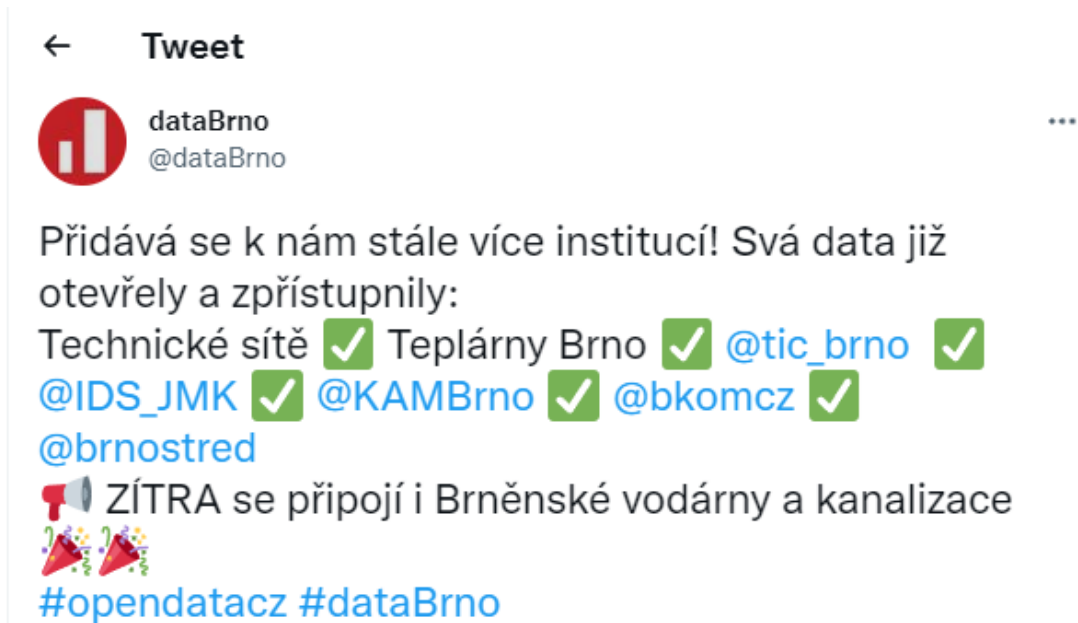 ← Tweet
dataBrno
@dataBrno
Přidává se k nám stále více institucí! Svá data již
otevřely a zpřístupnily:
Technické sítě ✅ Teplárny Brno ✅ @tic_brno ✅
@IDS_JMK ✅ @KAMBrno ✅ @bkomcz ✅
@brnostred
📢 ZÍTRA se připojí i Brněnské vodárny a kanalizace
🎉🎉
#opendatacz #dataBrno